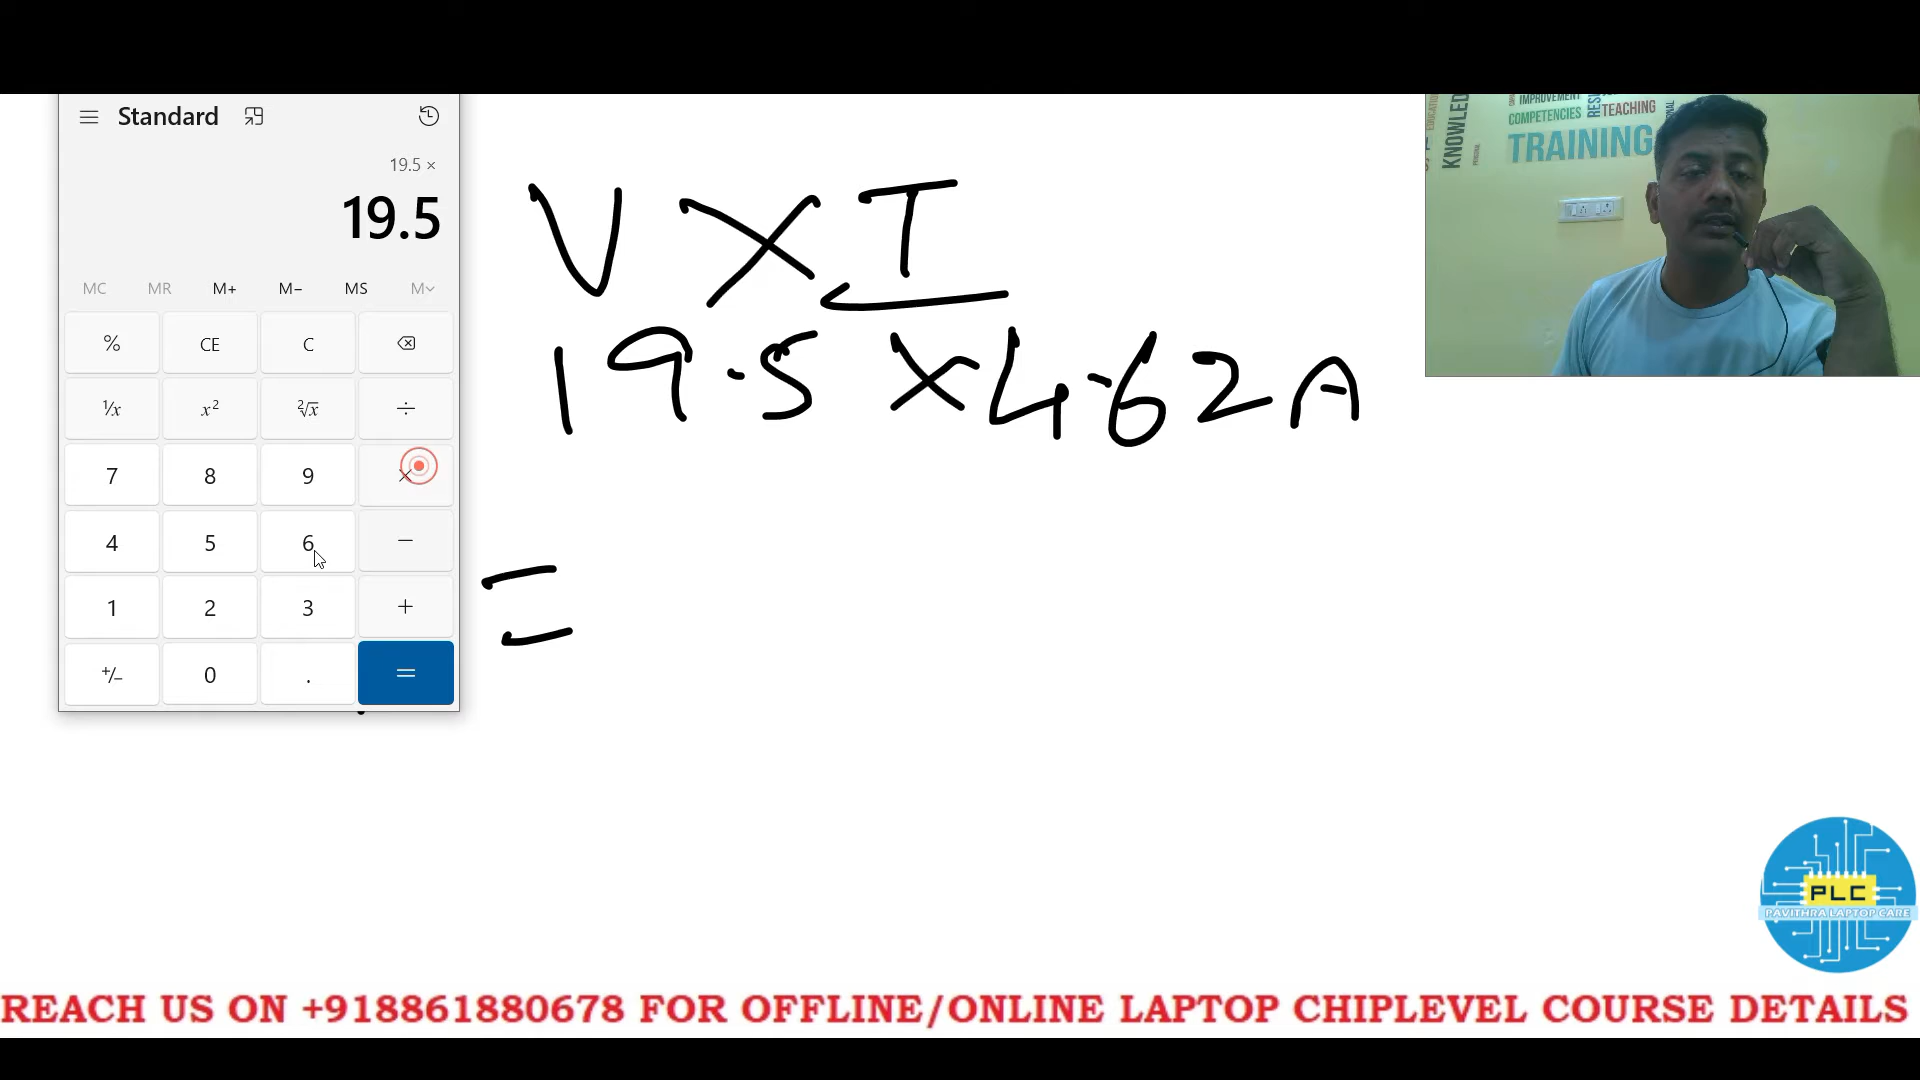 Standard
19.5 ×
19.5
MC MR M+ M− MS M
% CE C
¹/x x² ²√x ÷
7 8 9 ×
4 5 6 −
1 2 3 +
+/− 0 . =
V X I
19.5 X 4.62A
=
KNOWLED
IMPROVEMENT
COMPETENCIES
TEACHING
TRAINING
PLC
PAVITHRA LAPTOP CARE
REACH US ON +918861880678 FOR OFFLINE/ONLINE LAPTOP CHIPLEVEL COURSE DETAILS